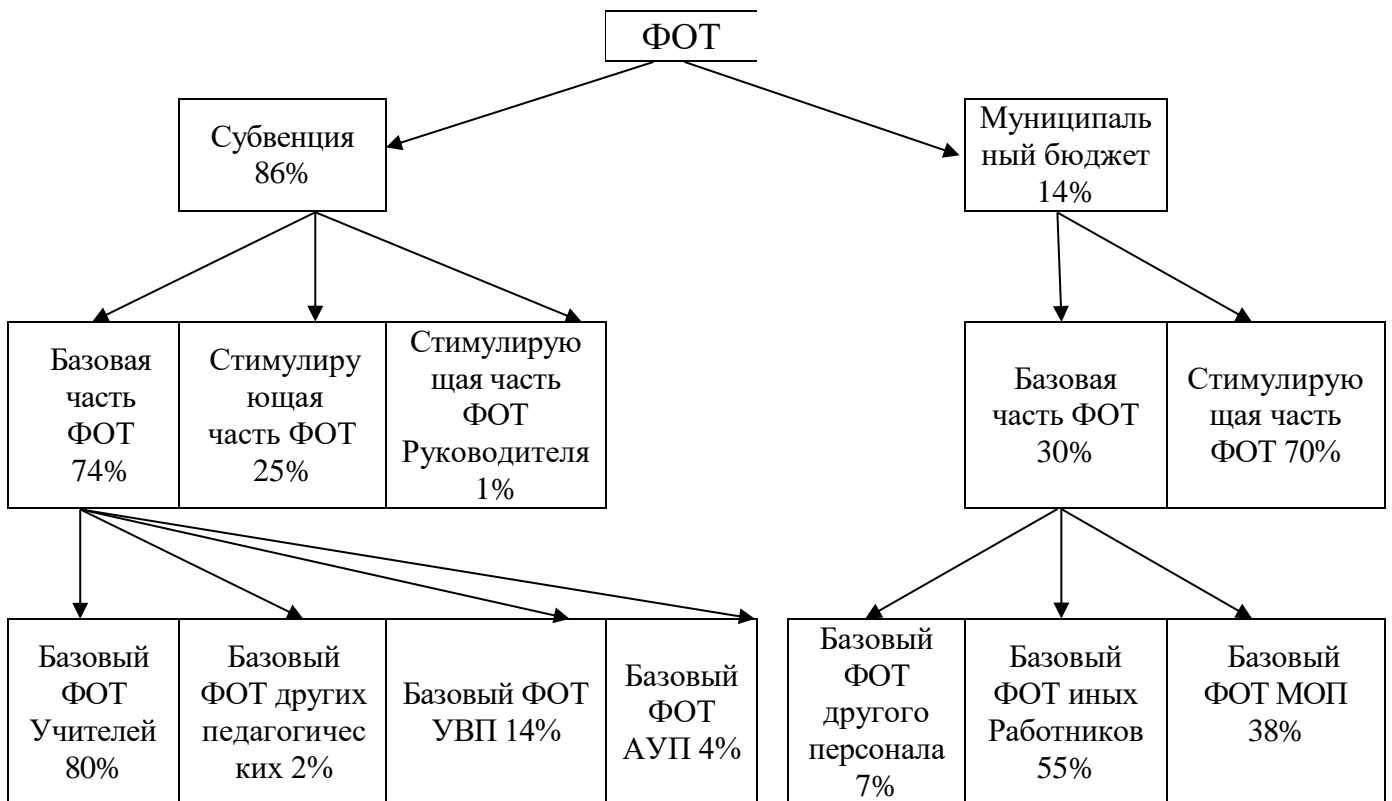 ФОТ
Субвенция
86%
Муниципаль
ный бюджет
14%
Базовая
часть
ФОТ
74%
Стимулиру
ющая
часть ФОТ
25%
Стимулирую
щая часть
ФОТ
Руководителя
1%
Базовая
часть ФОТ
30%
Стимулирую
щая часть
ФОТ 70%
Базовый
ФОТ
Учителей
80%
Базовый
ФОТ других
педагогичес
ких 2%
Базовый ФОТ
УВП 14%
Базовый
ФОТ
АУП 4%
Базовый
ФОТ
другого
персонала
7%
Базовый
ФОТ иных
Работников
55%
Базовый
ФОТ МОП
38%